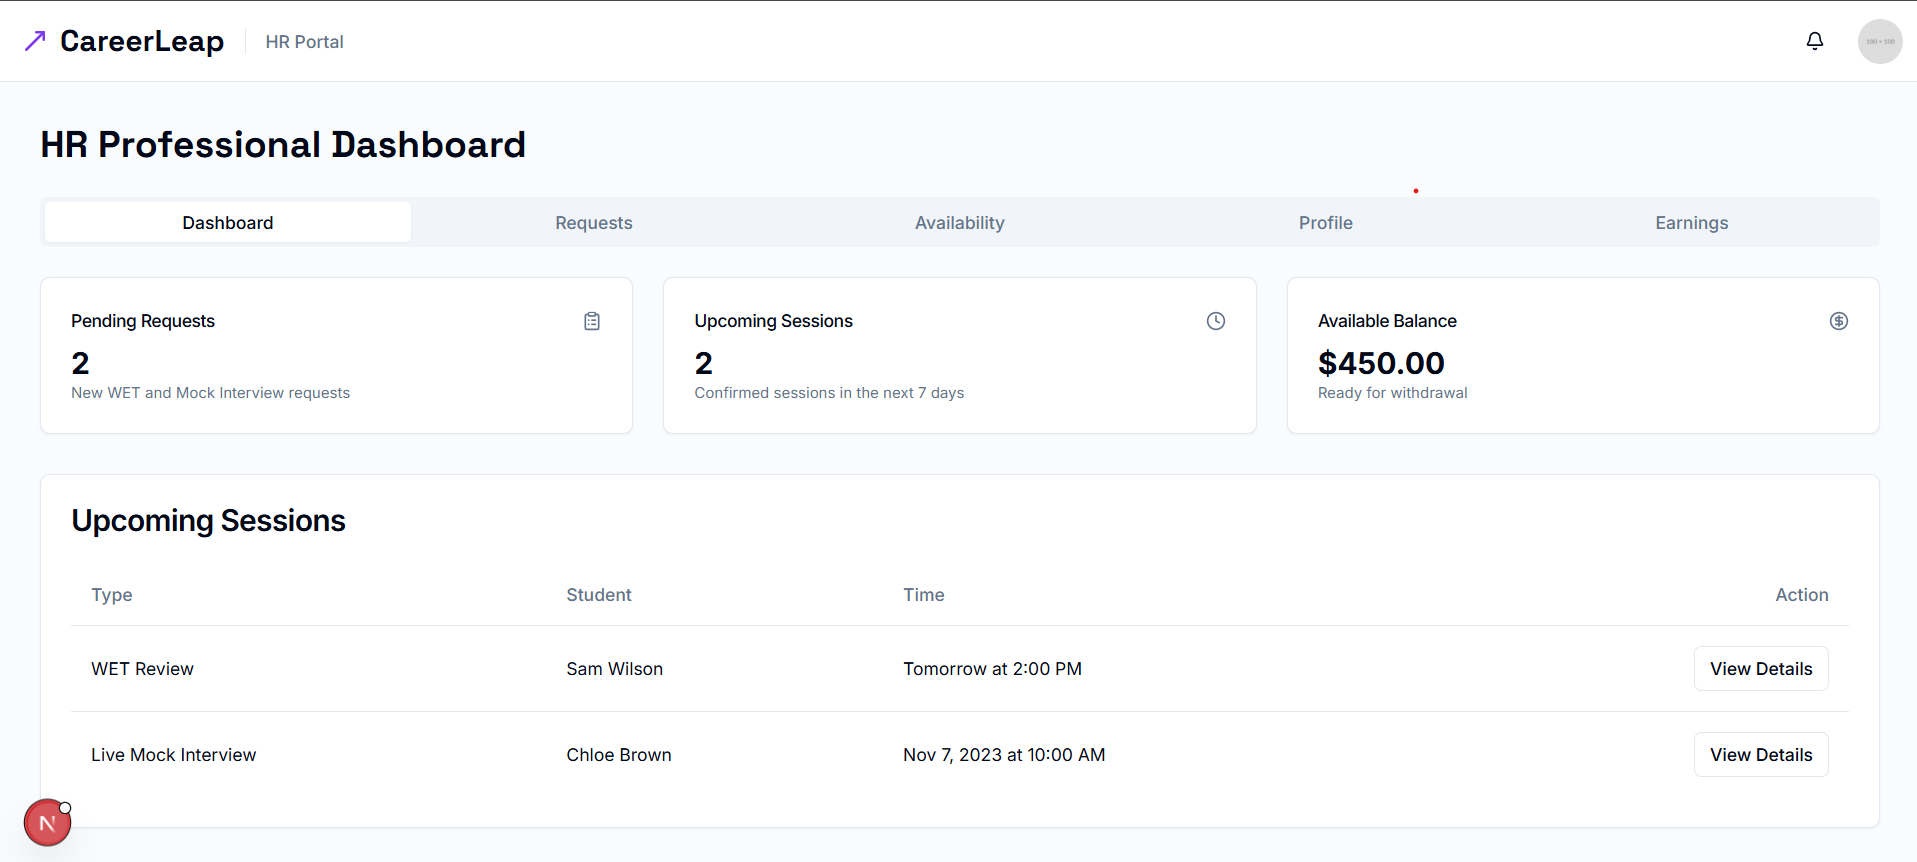 CareerLeap
HR Portal
100 × 100
HR Professional Dashboard
Dashboard Requests Availability Profile Earnings
Pending Requests
2
New WET and Mock Interview requests
Upcoming Sessions
2
Confirmed sessions in the next 7 days
Available Balance
$450.00
Ready for withdrawal
Upcoming Sessions
Type Student Time Action
WET Review Sam Wilson Tomorrow at 2:00 PM View Details
Live Mock Interview Chloe Brown Nov 7, 2023 at 10:00 AM View Details
N